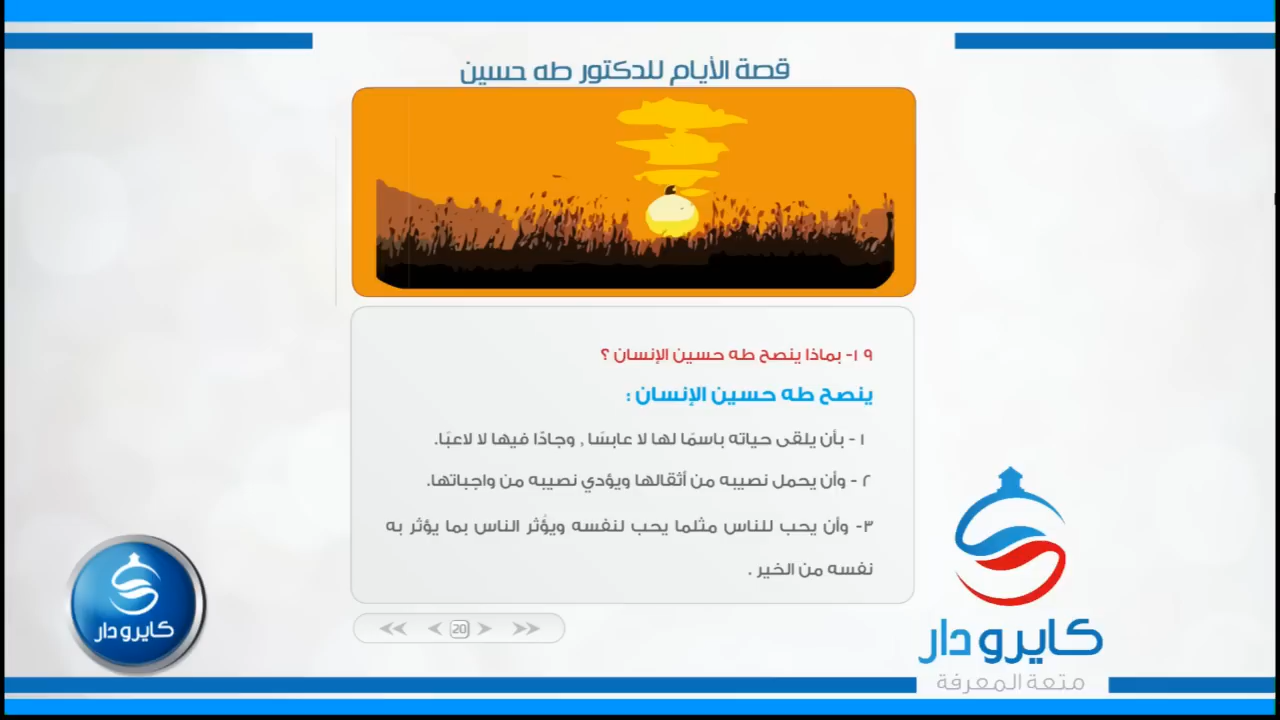 قصة الأيام للدكتور طه حسين
١٩- بماذا ينصح طه حسين الإنسان ؟
ينصح طه حسين الإنسان :
١- بأن يلقى حياته باسمًا لها لا عابسًا , وجادًا فيها لا لاعبًا.
٢- وأن يحمل نصيبه من أثقالها ويؤدي نصيبه من واجباتها.
٣- وأن يحب للناس مثلما يحب لنفسه ويؤثر الناس بما يؤثر به
نفسه من الخير .
20
كايرو دار
كايرو دار
متعة المعرفة